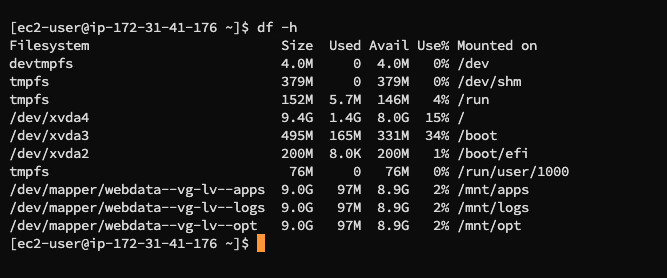 [ec2-user@ip-172-31-41-176 ~]$ df -h
Filesystem                        Size  Used Avail Use% Mounted on
devtmpfs                          4.0M     0  4.0M   0% /dev
tmpfs                             379M     0  379M   0% /dev/shm
tmpfs                             152M  5.7M  146M   4% /run
/dev/xvda4                        9.4G  1.4G  8.0G  15% /
/dev/xvda3                        495M  165M  331M  34% /boot
/dev/xvda2                        200M  8.0K  200M   1% /boot/efi
tmpfs                              76M     0   76M   0% /run/user/1000
/dev/mapper/webdata--vg-lv--apps  9.0G   97M  8.9G   2% /mnt/apps
/dev/mapper/webdata--vg-lv--logs  9.0G   97M  8.9G   2% /mnt/logs
/dev/mapper/webdata--vg-lv--opt   9.0G   97M  8.9G   2% /mnt/opt
[ec2-user@ip-172-31-41-176 ~]$